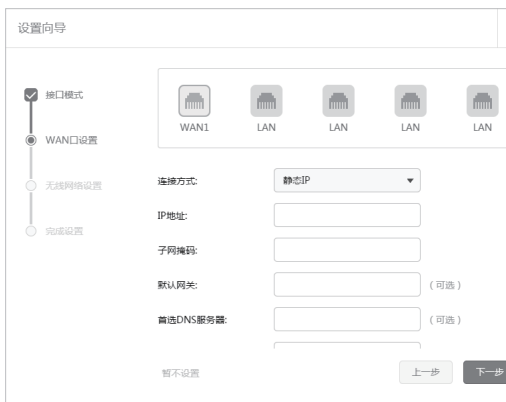 设置向导
接口模式
WAN口设置
无线网络设置
完成设置
WAN1
LAN
LAN
LAN
LAN
连接方式:
静态IP
IP地址:
子网掩码:
默认网关:
(可选)
首选DNS服务器:
(可选)
暂不设置
上一步
下一步